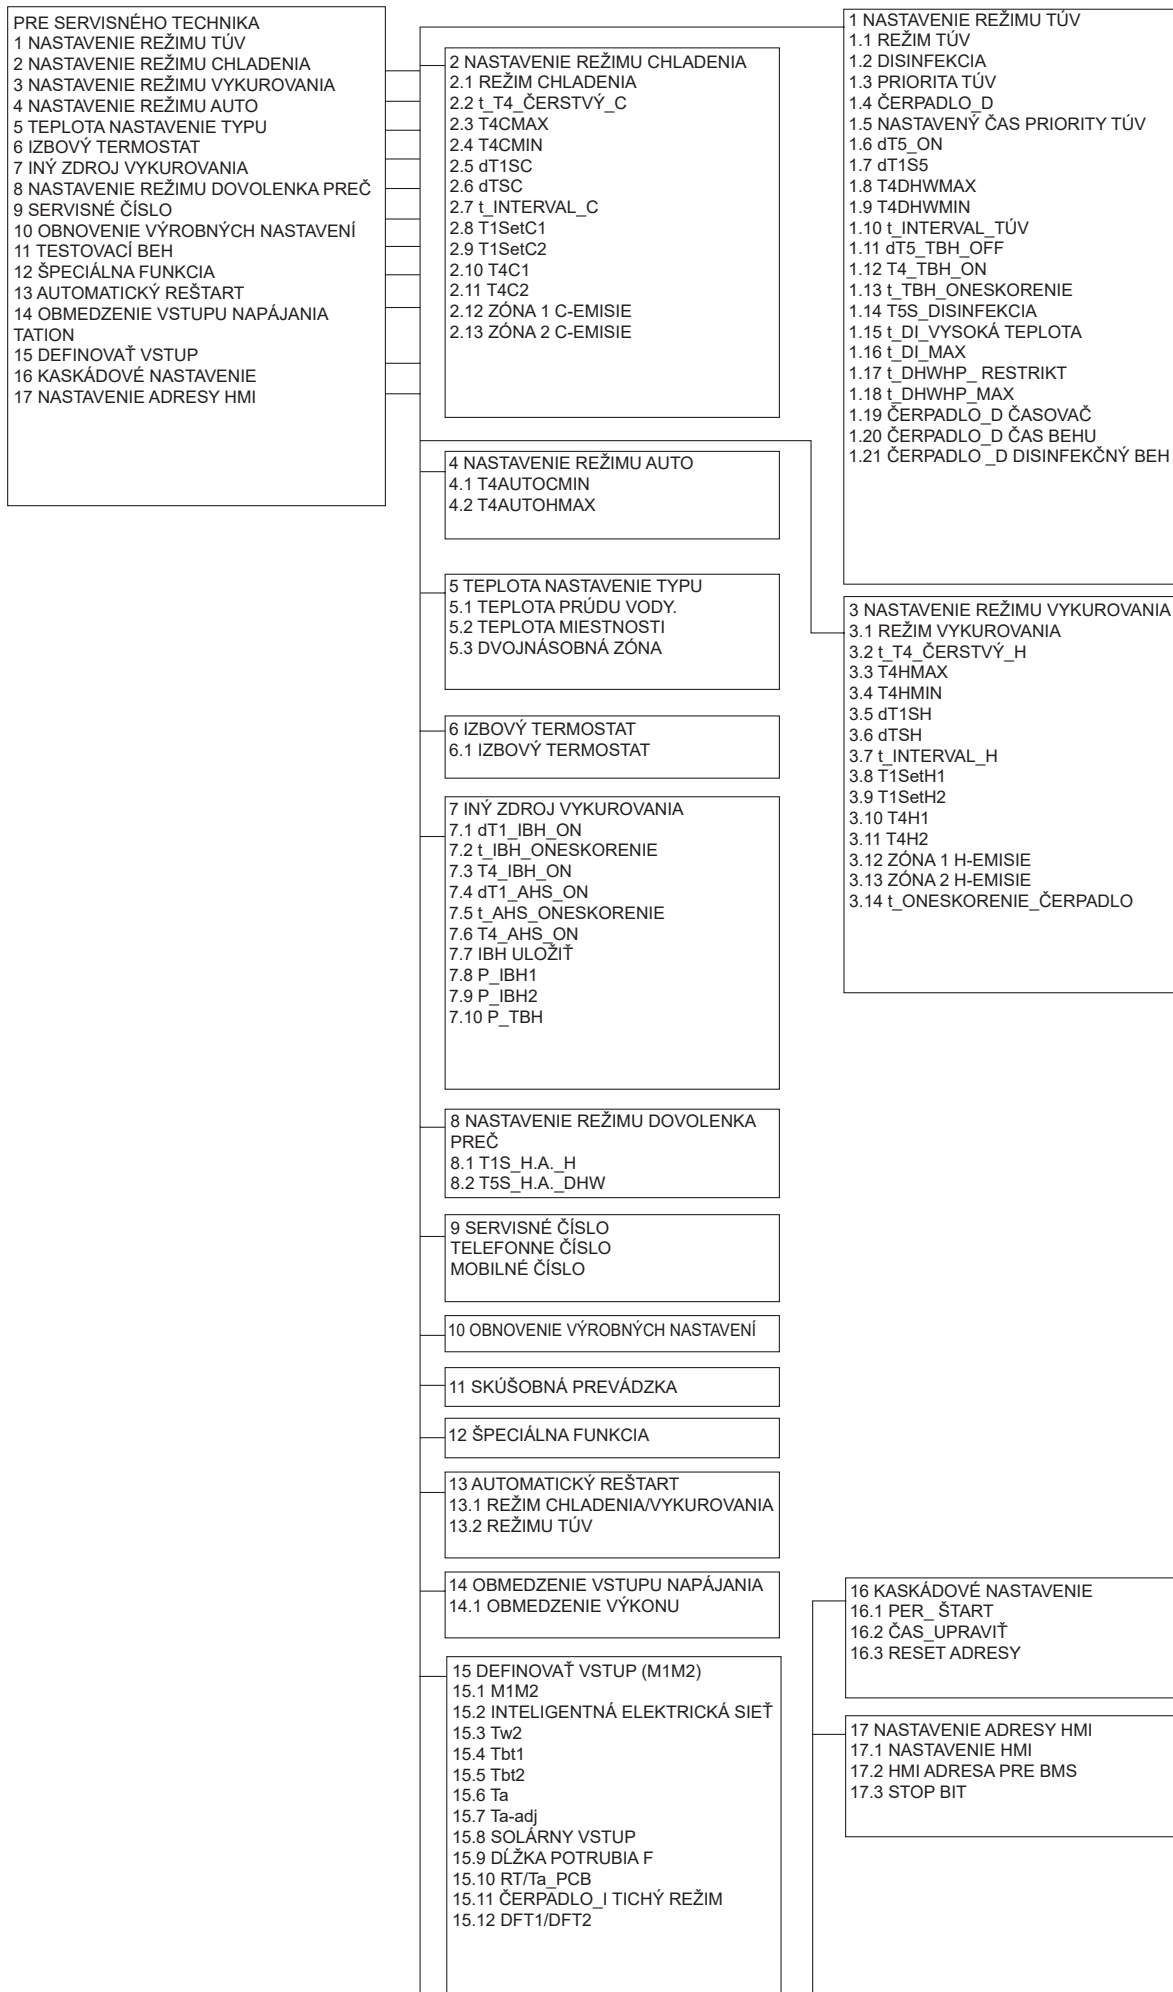 PRE SERVISNÉHO TECHNIKA
1 NASTAVENIE REŽIMU TÚV
2 NASTAVENIE REŽIMU CHLADENIA
3 NASTAVENIE REŽIMU VYKUROVANIA
4 NASTAVENIE REŽIMU AUTO
5 TEPLOTA NASTAVENIE TYPU
6 IZBOVÝ TERMOSTAT
7 INÝ ZDROJ VYKUROVANIA
8 NASTAVENIE REŽIMU DOVOLENKA PREČ
9 SERVISNÉ ČÍSLO
10 OBNOVENIE VÝROBNÝCH NASTAVENÍ
11 TESTOVACÍ BEH
12 ŠPECIÁLNA FUNKCIA
13 AUTOMATICKÝ REŠTART
14 OBMEDZENIE VSTUPU NAPÁJANIA
TATION
15 DEFINOVAŤ VSTUP
16 KASKÁDOVÉ NASTAVENIE
17 NASTAVENIE ADRESY HMI
1 NASTAVENIE REŽIMU TÚV
1.1 REŽIM TÚV
1.2 DISINFEKCIA
1.3 PRIORITA TÚV
1.4 ČERPADLO_D
1.5 NASTAVENÝ ČAS PRIORITY TÚV
1.6 dT5_ON
1.7 dT1S5
1.8 T4DHWMAX
1.9 T4DHWMIN
1.10 t_INTERVAL_TÚV
1.11 dT5_TBH_OFF
1.12 T4_TBH_ON
1.13 t_TBH_ONESKORENIE
1.14 T5S_DISINFEKCIA
1.15 t_DI_VYSOKÁ TEPLOTA
1.16 t_DI_MAX
1.17 t_DHWHP_ RESTRIKT
1.18 t_DHWHP_MAX
1.19 ČERPADLO_D ČASOVAČ
1.20 ČERPADLO_D ČAS BEHU
1.21 ČERPADLO _D DISINFEKČNÝ BEH
2 NASTAVENIE REŽIMU CHLADENIA
2.1 REŽIM CHLADENIA
2.2 t_T4_ČERSTVÝ_C
2.3 T4CMAX
2.4 T4CMIN
2.5 dT1SC
2.6 dTSC
2.7 t_INTERVAL_C
2.8 T1SetC1
2.9 T1SetC2
2.10 T4C1
2.11 T4C2
2.12 ZÓNA 1 C-EMISIE
2.13 ZÓNA 2 C-EMISIE
3 NASTAVENIE REŽIMU VYKUROVANIA
3.1 REŽIM VYKUROVANIA
3.2 t_T4_ČERSTVÝ_H
3.3 T4HMAX
3.4 T4HMIN
3.5 dT1SH
3.6 dTSH
3.7 t_INTERVAL_H
3.8 T1SetH1
3.9 T1SetH2
3.10 T4H1
3.11 T4H2
3.12 ZÓNA 1 H-EMISIE
3.13 ZÓNA 2 H-EMISIE
3.14 t_ONESKORENIE_ČERPADLO
4 NASTAVENIE REŽIMU AUTO
4.1 T4AUTOCMIN
4.2 T4AUTOHMAX
5 TEPLOTA NASTAVENIE TYPU
5.1 TEPLOTA PRÚDU VODY.
5.2 TEPLOTA MIESTNOSTI
5.3 DVOJNÁSOBNÁ ZÓNA
6 IZBOVÝ TERMOSTAT
6.1 IZBOVÝ TERMOSTAT
7 INÝ ZDROJ VYKUROVANIA
7.1 dT1_IBH_ON
7.2 t_IBH_ONESKORENIE
7.3 T4_IBH_ON
7.4 dT1_AHS_ON
7.5 t_AHS_ONESKORENIE
7.6 T4_AHS_ON
7.7 IBH ULOŽIŤ
7.8 P_IBH1
7.9 P_IBH2
7.10 P_TBH
8 NASTAVENIE REŽIMU DOVOLENKA
PREČ
8.1 T1S_H.A._H
8.2 T5S_H.A._DHW
9 SERVISNÉ ČÍSLO
TELEFONNE ČÍSLO
MOBILNÉ ČÍSLO
10 OBNOVENIE VÝROBNÝCH NASTAVENÍ
11 SKÚŠOBNÁ PREVÁDZKA
12 ŠPECIÁLNA FUNKCIA
13 AUTOMATICKÝ REŠTART
13.1 REŽIM CHLADENIA/VYKUROVANIA
13.2 REŽIMU TÚV
14 OBMEDZENIE VSTUPU NAPÁJANIA
14.1 OBMEDZENIE VÝKONU
15 DEFINOVAŤ VSTUP (M1M2)
15.1 M1M2
15.2 INTELIGENTNÁ ELEKTRICKÁ SIEŤ
15.3 Tw2
15.4 Tbt1
15.5 Tbt2
15.6 Ta
15.7 Ta-adj
15.8 SOLÁRNY VSTUP
15.9 DĹŽKA POTRUBIA F
15.10 RT/Ta_PCB
15.11 ČERPADLO_I TICHÝ REŽIM
15.12 DFT1/DFT2
16 KASKÁDOVÉ NASTAVENIE
16.1 PER_ ŠTART
16.2 ČAS_UPRAVIŤ
16.3 RESET ADRESY
17 NASTAVENIE ADRESY HMI
17.1 NASTAVENIE HMI
17.2 HMI ADRESA PRE BMS
17.3 STOP BIT